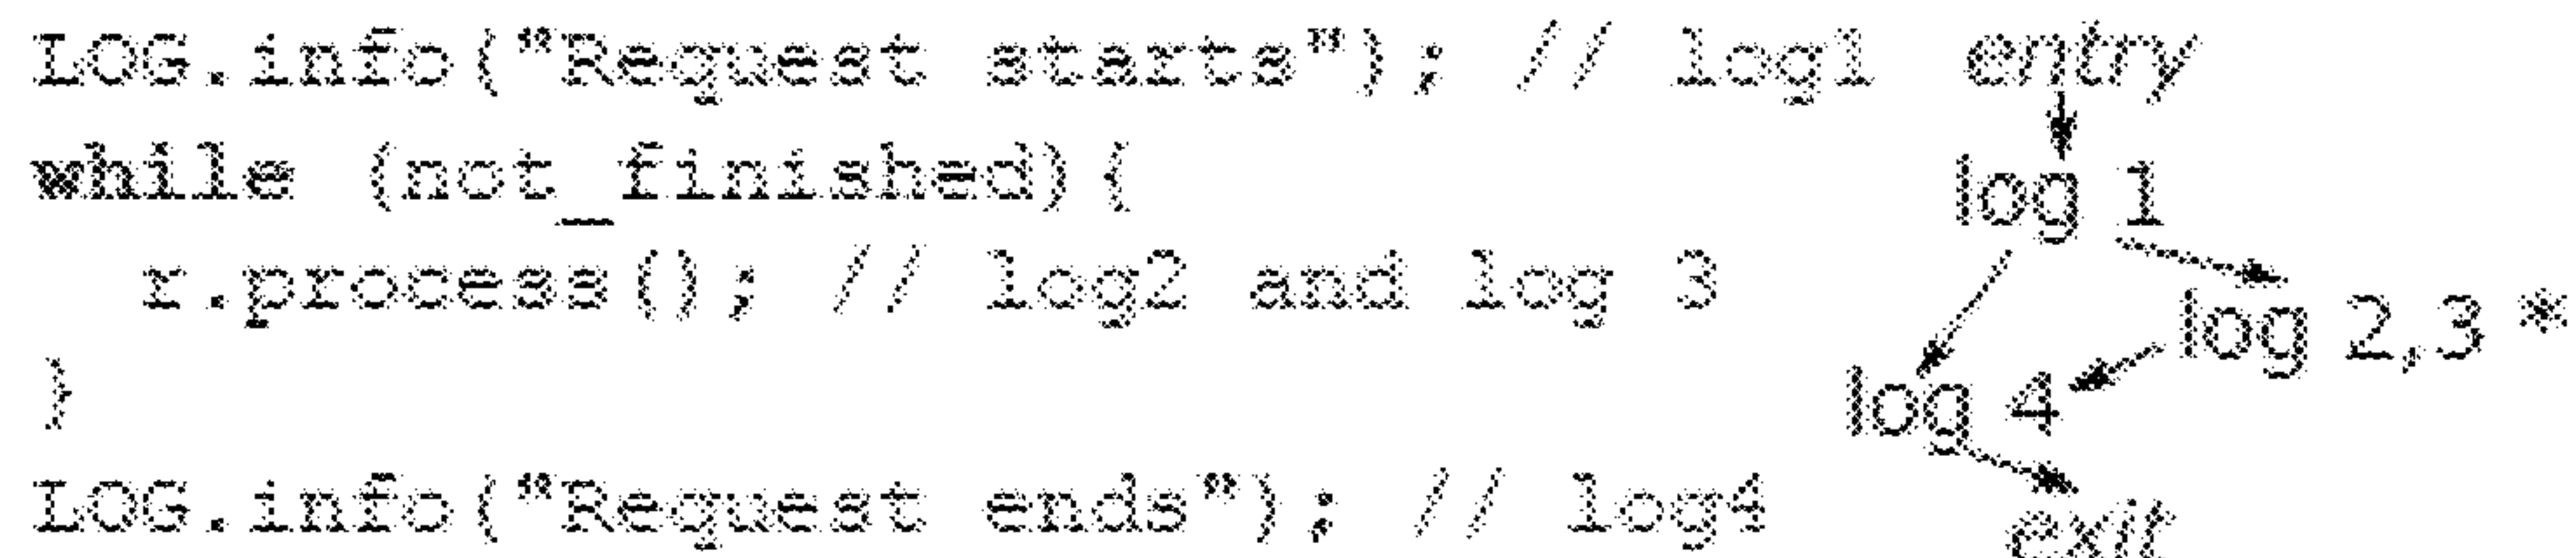 LOG.info("Request starts"); // log1 entry
while (not_finished){
log 1
r.process(); // log2 and log 3
log 2,3 *
}
log 4
LOG.info("Request ends"); // log4
exit